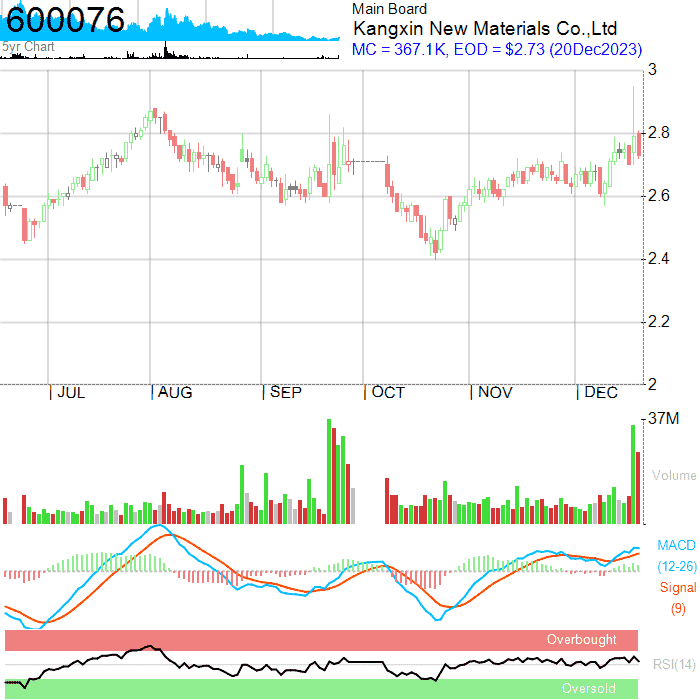 600076
5yr Chart
Main Board
Kangxin New Materials Co.,Ltd
MC = 367.1K, EOD = $2.73 (20Dec2023)
3
2.8
2.6
2.4
2.2
2
JUL
AUG
SEP
OCT
NOV
DEC
37M
Volume
MACD
(12-26)
Signal
(9)
Overbought
RSI(14)
Oversold